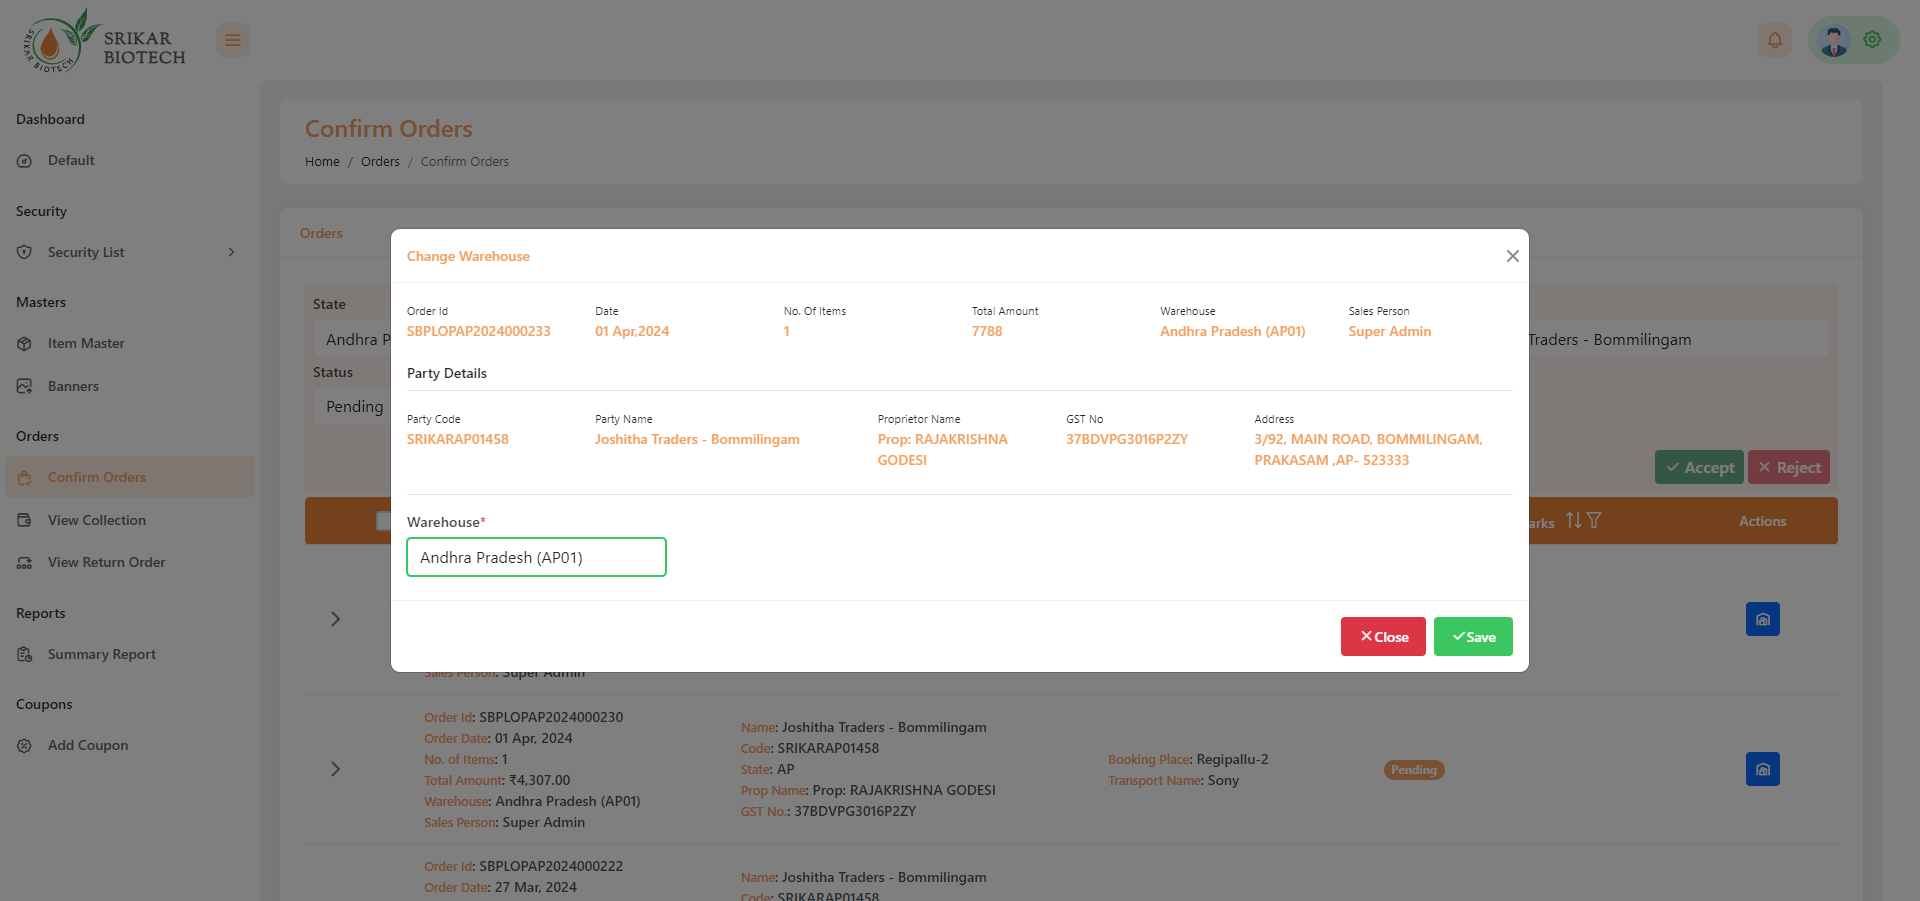 SRIKAR
BIOTECH
SRIKAR BIOTECH
Dashboard
Default
Security
Security List
Masters
Item Master
Banners
Orders
Confirm Orders
View Collection
View Return Order
Reports
Summary Report
Coupons
Add Coupon
Confirm Orders
Home / Orders / Confirm Orders
Orders
State
Andhra P
Traders - Bommilingam
Status
Pending
Accept Reject
arks Actions
Change Warehouse
Order Id Date No. Of Items Total Amount Warehouse Sales Person
SBPLOPAP2024000233 01 Apr,2024 1 7788 Andhra Pradesh (AP01) Super Admin
Party Details
Party Code Party Name Proprietor Name GST No Address
SRIKARAP01458 Joshitha Traders - Bommilingam Prop: RAJAKRISHNA 37BDVPG3016P2ZY 3/92, MAIN ROAD, BOMMILINGAM,
GODESI PRAKASAM ,AP- 523333
Warehouse*
Andhra Pradesh (AP01)
Close Save
Sales Person: Super Admin
Order Id: SBPLOPAP2024000230
Order Date: 01 Apr, 2024
No. of Items: 1
Total Amount: ₹4,307.00
Warehouse: Andhra Pradesh (AP01)
Sales Person: Super Admin
Name: Joshitha Traders - Bommilingam
Code: SRIKARAP01458
State: AP
Prop Name: Prop: RAJAKRISHNA GODESI
GST No.: 37BDVPG3016P2ZY
Booking Place: Regipallu-2
Transport Name: Sony
Pending
Order Id: SBPLOPAP2024000222
Order Date: 27 Mar, 2024
Name: Joshitha Traders - Bommilingam
Code: SRIKARAP01458